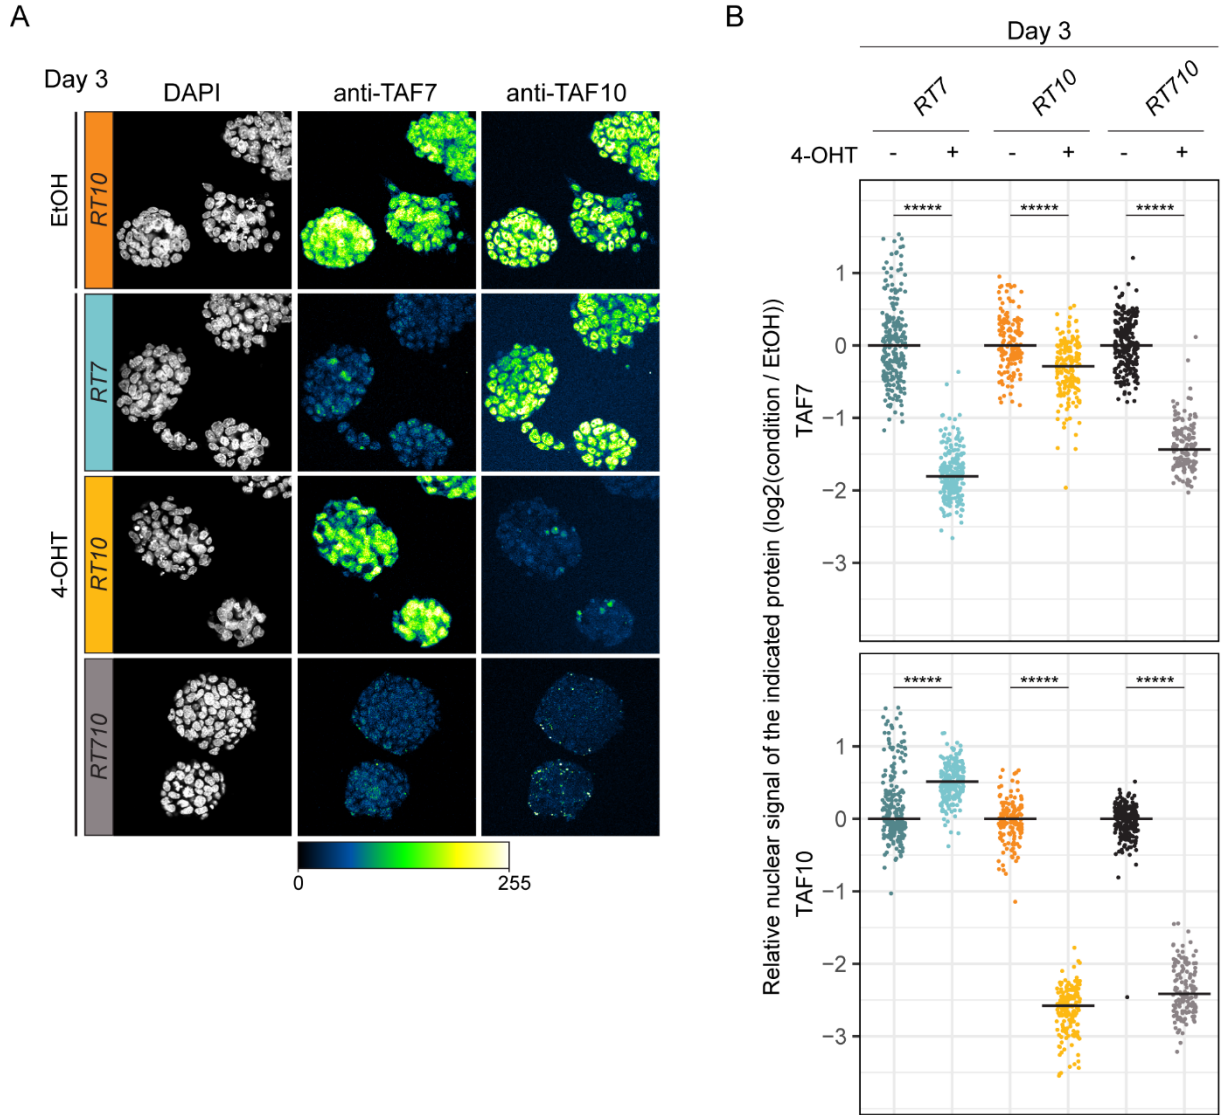 A
Day 3
DAPI anti-TAF7 anti-TAF10
EtOH
RT10
4-OHT
RT7
RT10
RT710
0 255
B
Day 3
RT7 RT10 RT710
4-OHT - + - + - +
Relative nuclear signal of the indicated protein (log2(condition / EtOH))
TAF7
***** ***** *****
1
0
−1
−2
−3
TAF10
***** ***** *****
1
0
−1
−2
−3